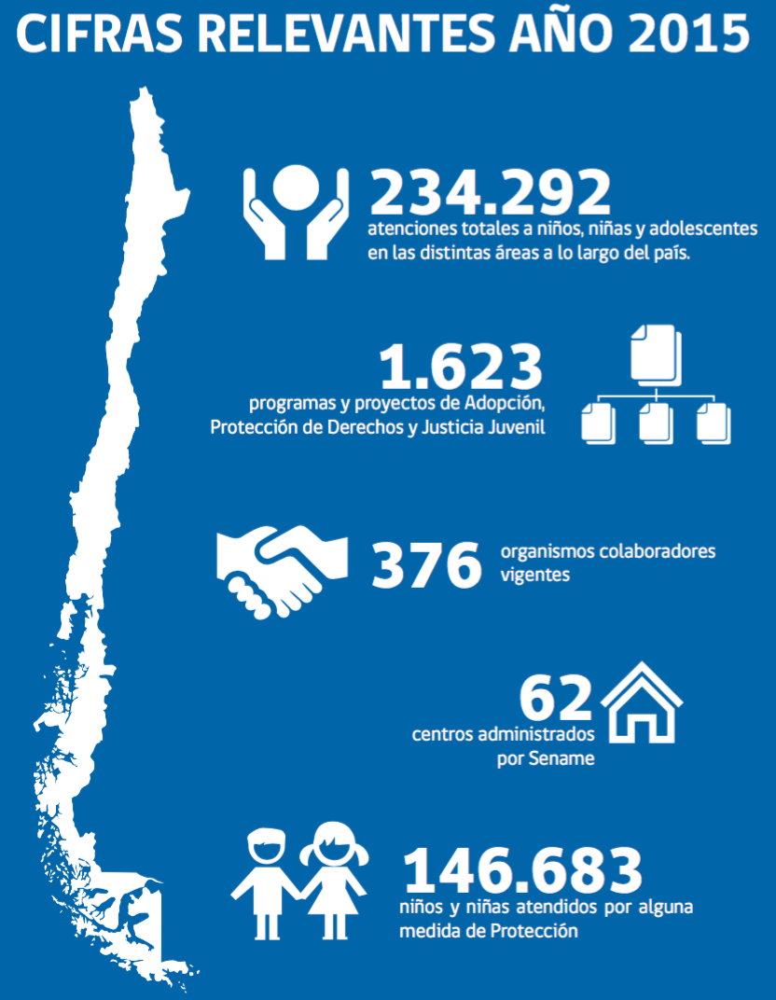 CIFRAS RELEVANTES AÑO 2015
234.292
atenciones totales a niños, niñas y adolescentes
en las distintas áreas a lo largo del país.
1.623
programas y proyectos de Adopción,
Protección de Derechos y Justicia Juvenil
376
organismos colaboradores
vigentes
62
centros administrados
por Sename
146.683
niños y niñas atendidos por alguna
medida de Protección